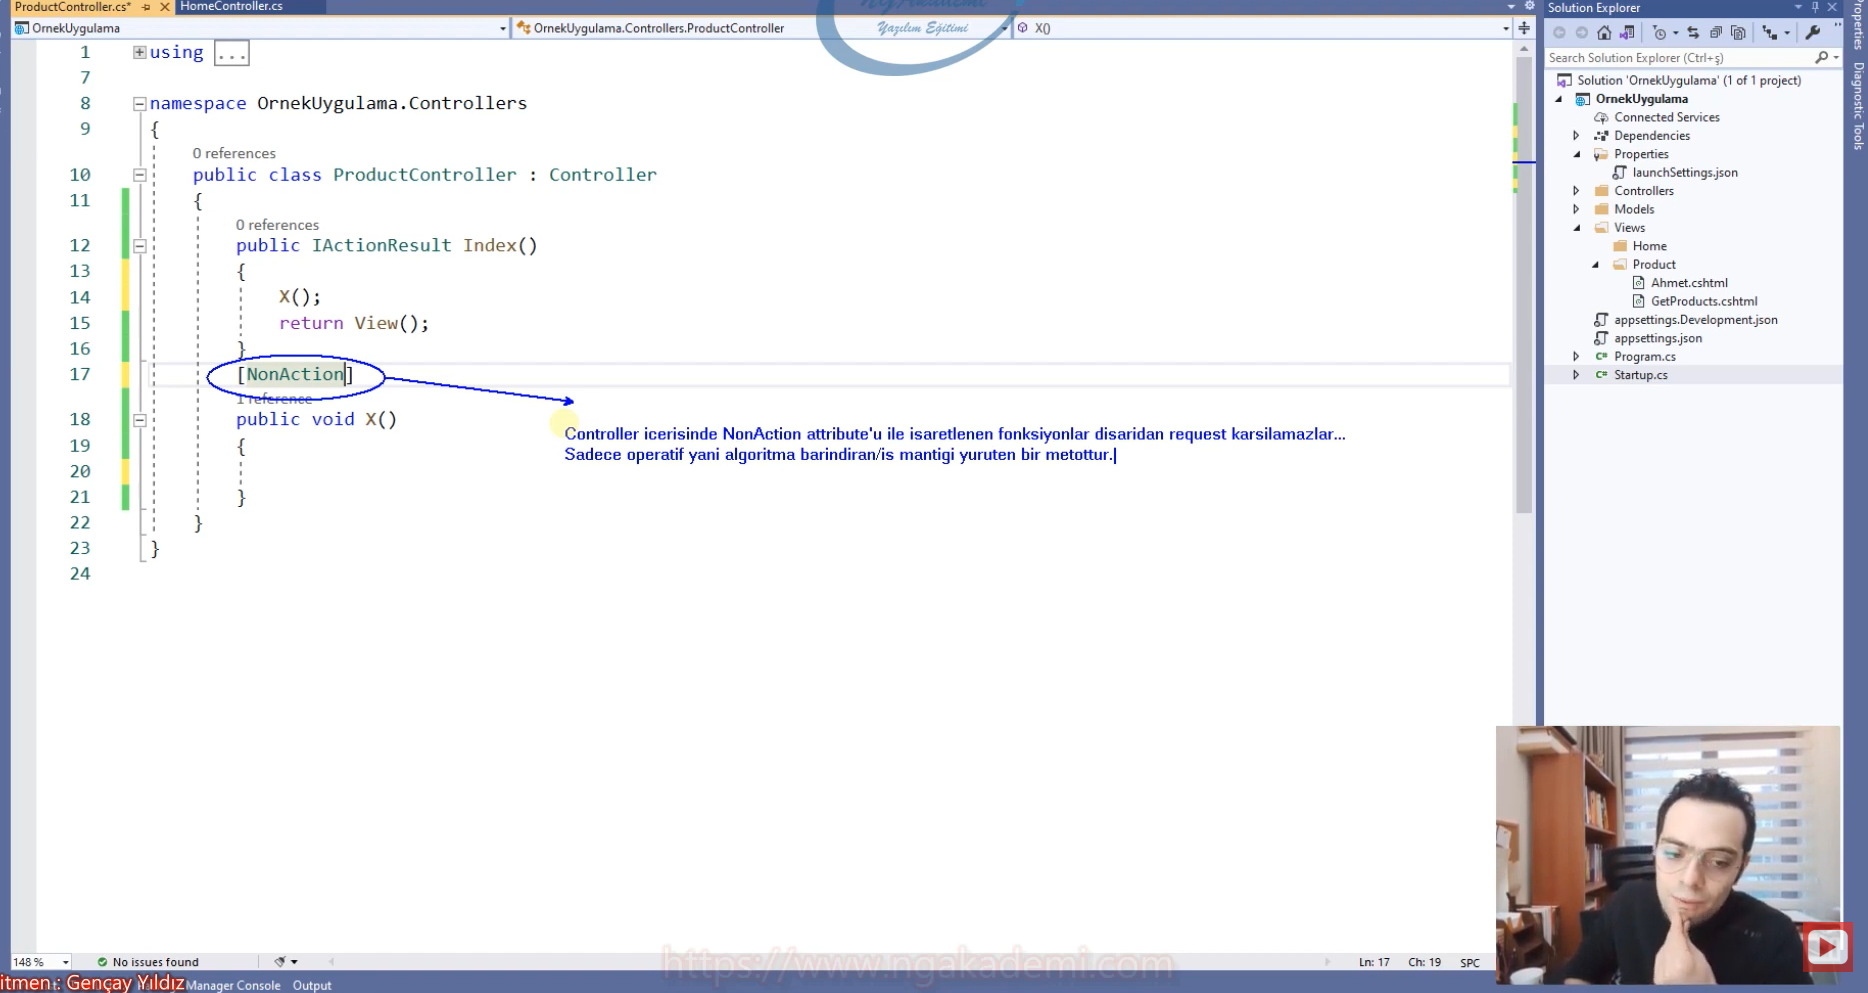 ProductController.cs*
HomeController.cs
OrnekUygulama
OrnekUygulama.Controllers.ProductController
X()
NGAkademi
Yazılım Eğitimi
1 using ...
7
8 namespace OrnekUygulama.Controllers
9 {
0 references
10 public class ProductController : Controller
11 {
0 references
12 public IActionResult Index()
13 {
14 X();
15 return View();
16 }
17 [NonAction]
1 reference
18 public void X()
19 {
20
21 }
22 }
23 }
24
Controller icerisinde NonAction attribute'u ile isaretlenen fonksiyonlar disaridan request karsilamazlar...
Sadece operatif yani algoritma barindiran/is mantigi yuruten bir metottur.
Solution Explorer
Search Solution Explorer (Ctrl+ş)
Solution 'OrnekUygulama' (1 of 1 project)
OrnekUygulama
Connected Services
Dependencies
Properties
launchSettings.json
Controllers
Models
Views
Home
Product
Ahmet.cshtml
GetProducts.cshtml
appsettings.Development.json
appsettings.json
Program.cs
Startup.cs
Properties
Diagnostic Tools
148 %
No issues found
https://www.ngakademi.com
Ln: 17 Ch: 19 SPC
itmen : Gençay Yıldız
Manager Console
Output